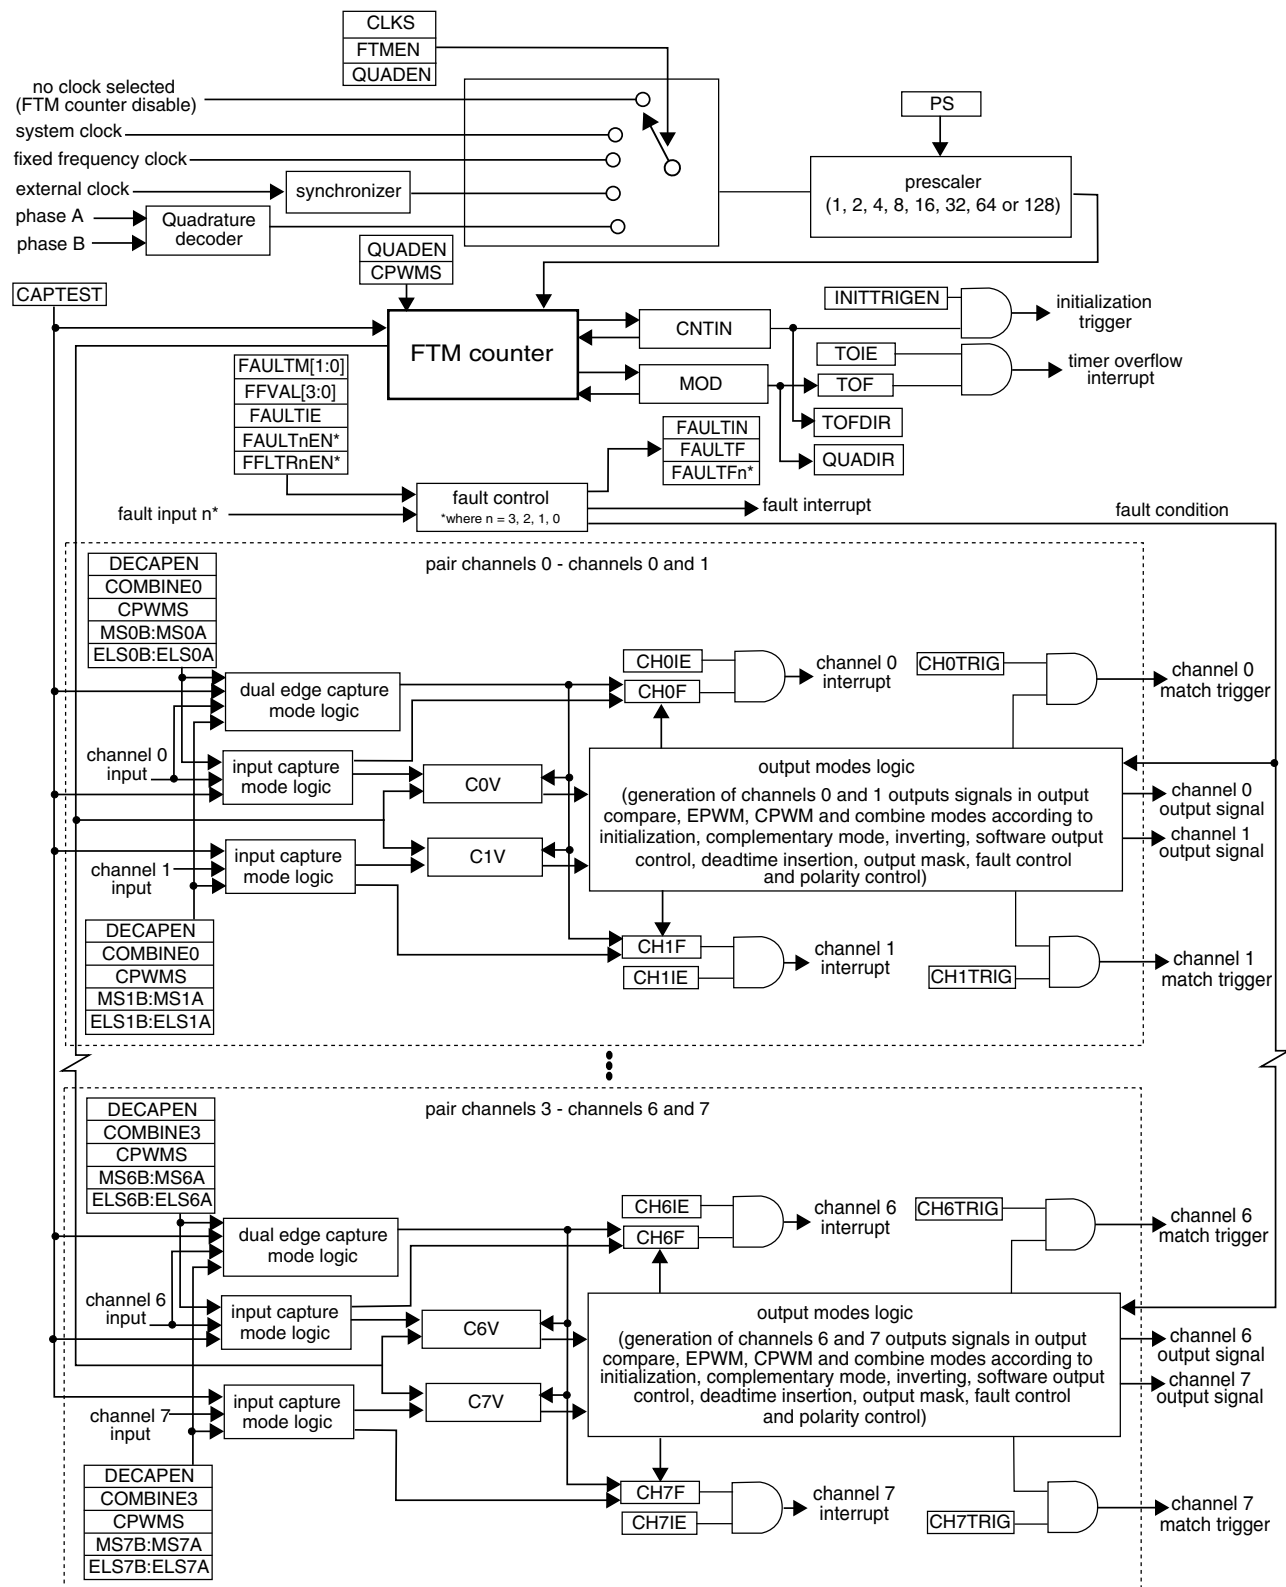 CLKS
FTMEN
QUADEN
no clock selected
(FTM counter disable)
system clock
fixed frequency clock
external clock
synchronizer
phase A
phase B
Quadrature
decoder
PS
prescaler
(1, 2, 4, 8, 16, 32, 64 or 128)
QUADEN
CPWMS
CAPTEST
FTM counter
CNTIN
MOD
INITTRIGEN
initialization
trigger
TOIE
TOF
timer overflow
interrupt
TOFDIR
QUADIR
FAULTM[1:0]
FFVAL[3:0]
FAULTIE
FAULTnEN*
FFLTRnEN*
FAULTIN
FAULTF
FAULTFn*
fault input n*
fault control
*where n = 3, 2, 1, 0
fault interrupt
fault condition
pair channels 0 - channels 0 and 1
DECAPEN
COMBINE0
CPWMS
MS0B:MS0A
ELS0B:ELS0A
dual edge capture
mode logic
CH0IE
CH0F
channel 0
interrupt
CH0TRIG
channel 0
match trigger
channel 0
input
input capture
mode logic
C0V
output modes logic
(generation of channels 0 and 1 outputs signals in output
compare, EPWM, CPWM and combine modes according to
initialization, complementary mode, inverting, software output
control, deadtime insertion, output mask, fault control
and polarity control)
channel 0
output signal
channel 1
output signal
channel 1
input
input capture
mode logic
C1V
DECAPEN
COMBINE0
CPWMS
MS1B:MS1A
ELS1B:ELS1A
CH1F
CH1IE
channel 1
interrupt
CH1TRIG
channel 1
match trigger
pair channels 3 - channels 6 and 7
DECAPEN
COMBINE3
CPWMS
MS6B:MS6A
ELS6B:ELS6A
dual edge capture
mode logic
CH6IE
CH6F
channel 6
interrupt
CH6TRIG
channel 6
match trigger
channel 6
input
input capture
mode logic
C6V
output modes logic
(generation of channels 6 and 7 outputs signals in output
compare, EPWM, CPWM and combine modes according to
initialization, complementary mode, inverting, software output
control, deadtime insertion, output mask, fault control
and polarity control)
channel 6
output signal
channel 7
output signal
channel 7
input
input capture
mode logic
C7V
DECAPEN
COMBINE3
CPWMS
MS7B:MS7A
ELS7B:ELS7A
CH7F
CH7IE
channel 7
interrupt
CH7TRIG
channel 7
match trigger